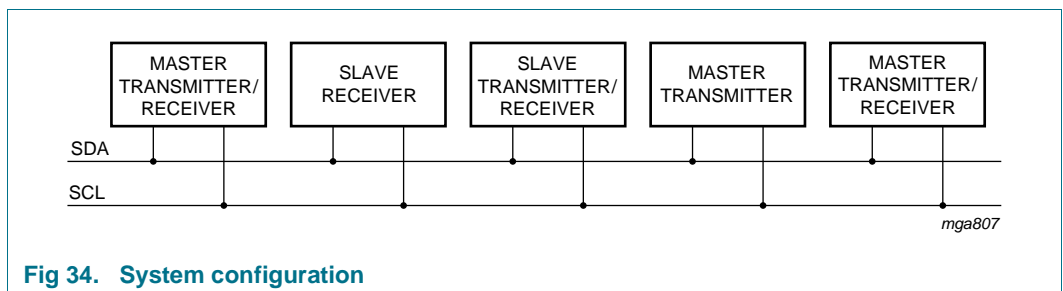 MASTER
TRANSMITTER/
RECEIVER
SLAVE
RECEIVER
SLAVE
TRANSMITTER/
RECEIVER
MASTER
TRANSMITTER
MASTER
TRANSMITTER/
RECEIVER
SDA
SCL
mga807
Fig 34. System configuration